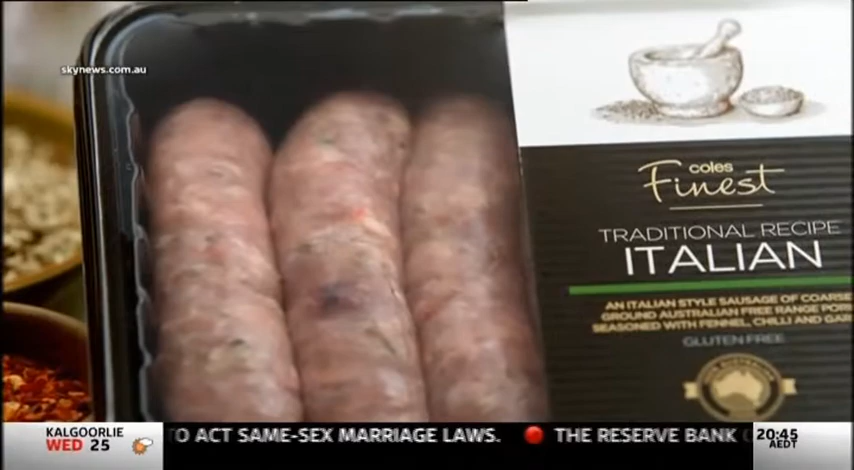 skynews.com.au
coles
Finest
TRADITIONAL RECIPE
ITALIAN
AN ITALIAN STYLE SAUSAGE OF COARSE
GROUND AUSTRALIAN FREE RANGE PORK
SEASONED WITH FENNEL, CHILLI AND
GLUTEN FREE
KALGOORLIE
WED 25
TO ACT SAME-SEX MARRIAGE LAWS. THE RESERVE BANK
20:45
AEDT